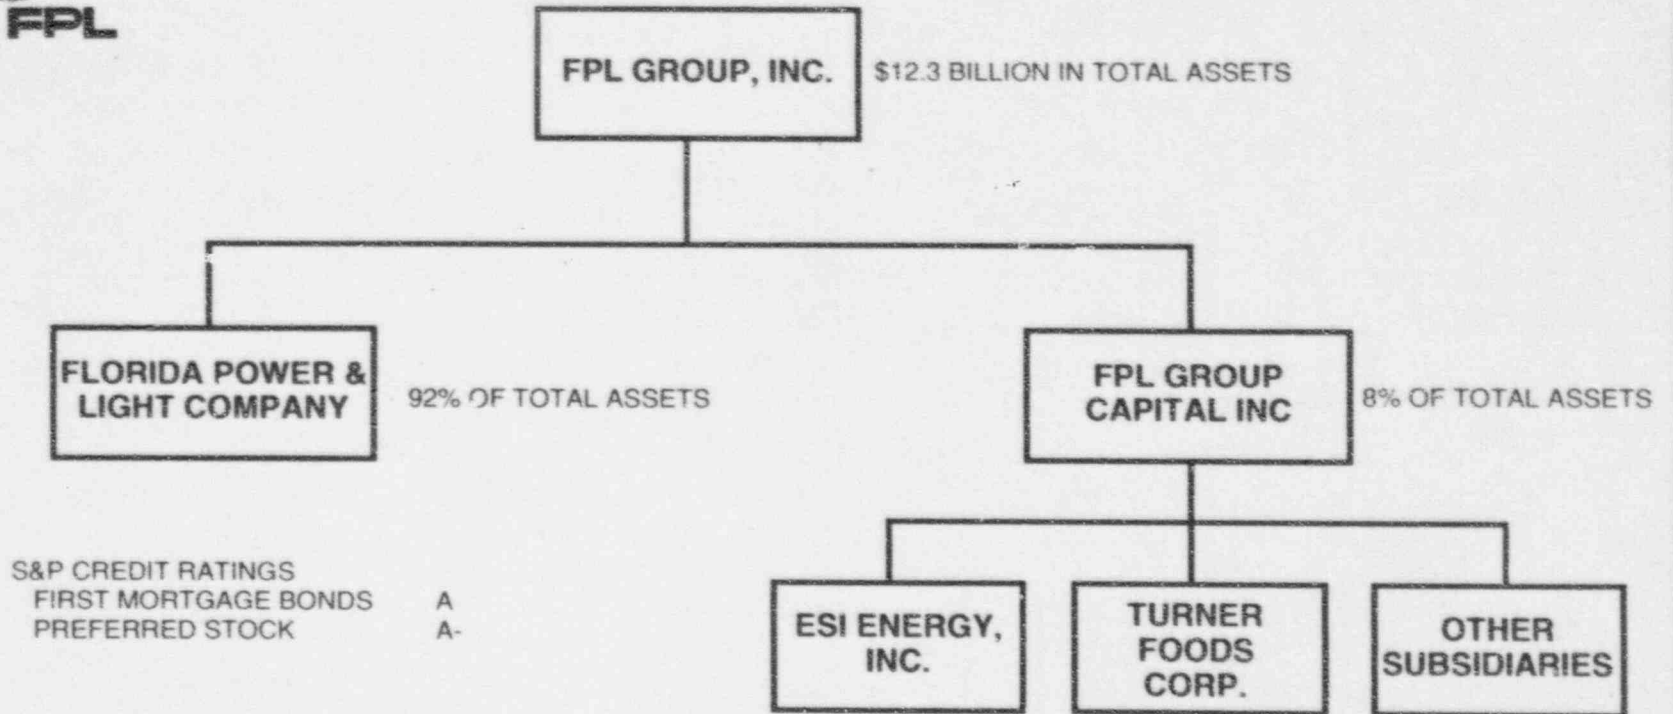 FPL
FPL GROUP, INC.
$12.3 BILLION IN TOTAL ASSETS
FLORIDA POWER &
LIGHT COMPANY
92% OF TOTAL ASSETS
FPL GROUP
CAPITAL INC
8% OF TOTAL ASSETS
S&P CREDIT RATINGS
FIRST MORTGAGE BONDS A
PREFERRED STOCK A-
ESI ENERGY,
INC.
TURNER
FOODS
CORP.
OTHER
SUBSIDIARIES